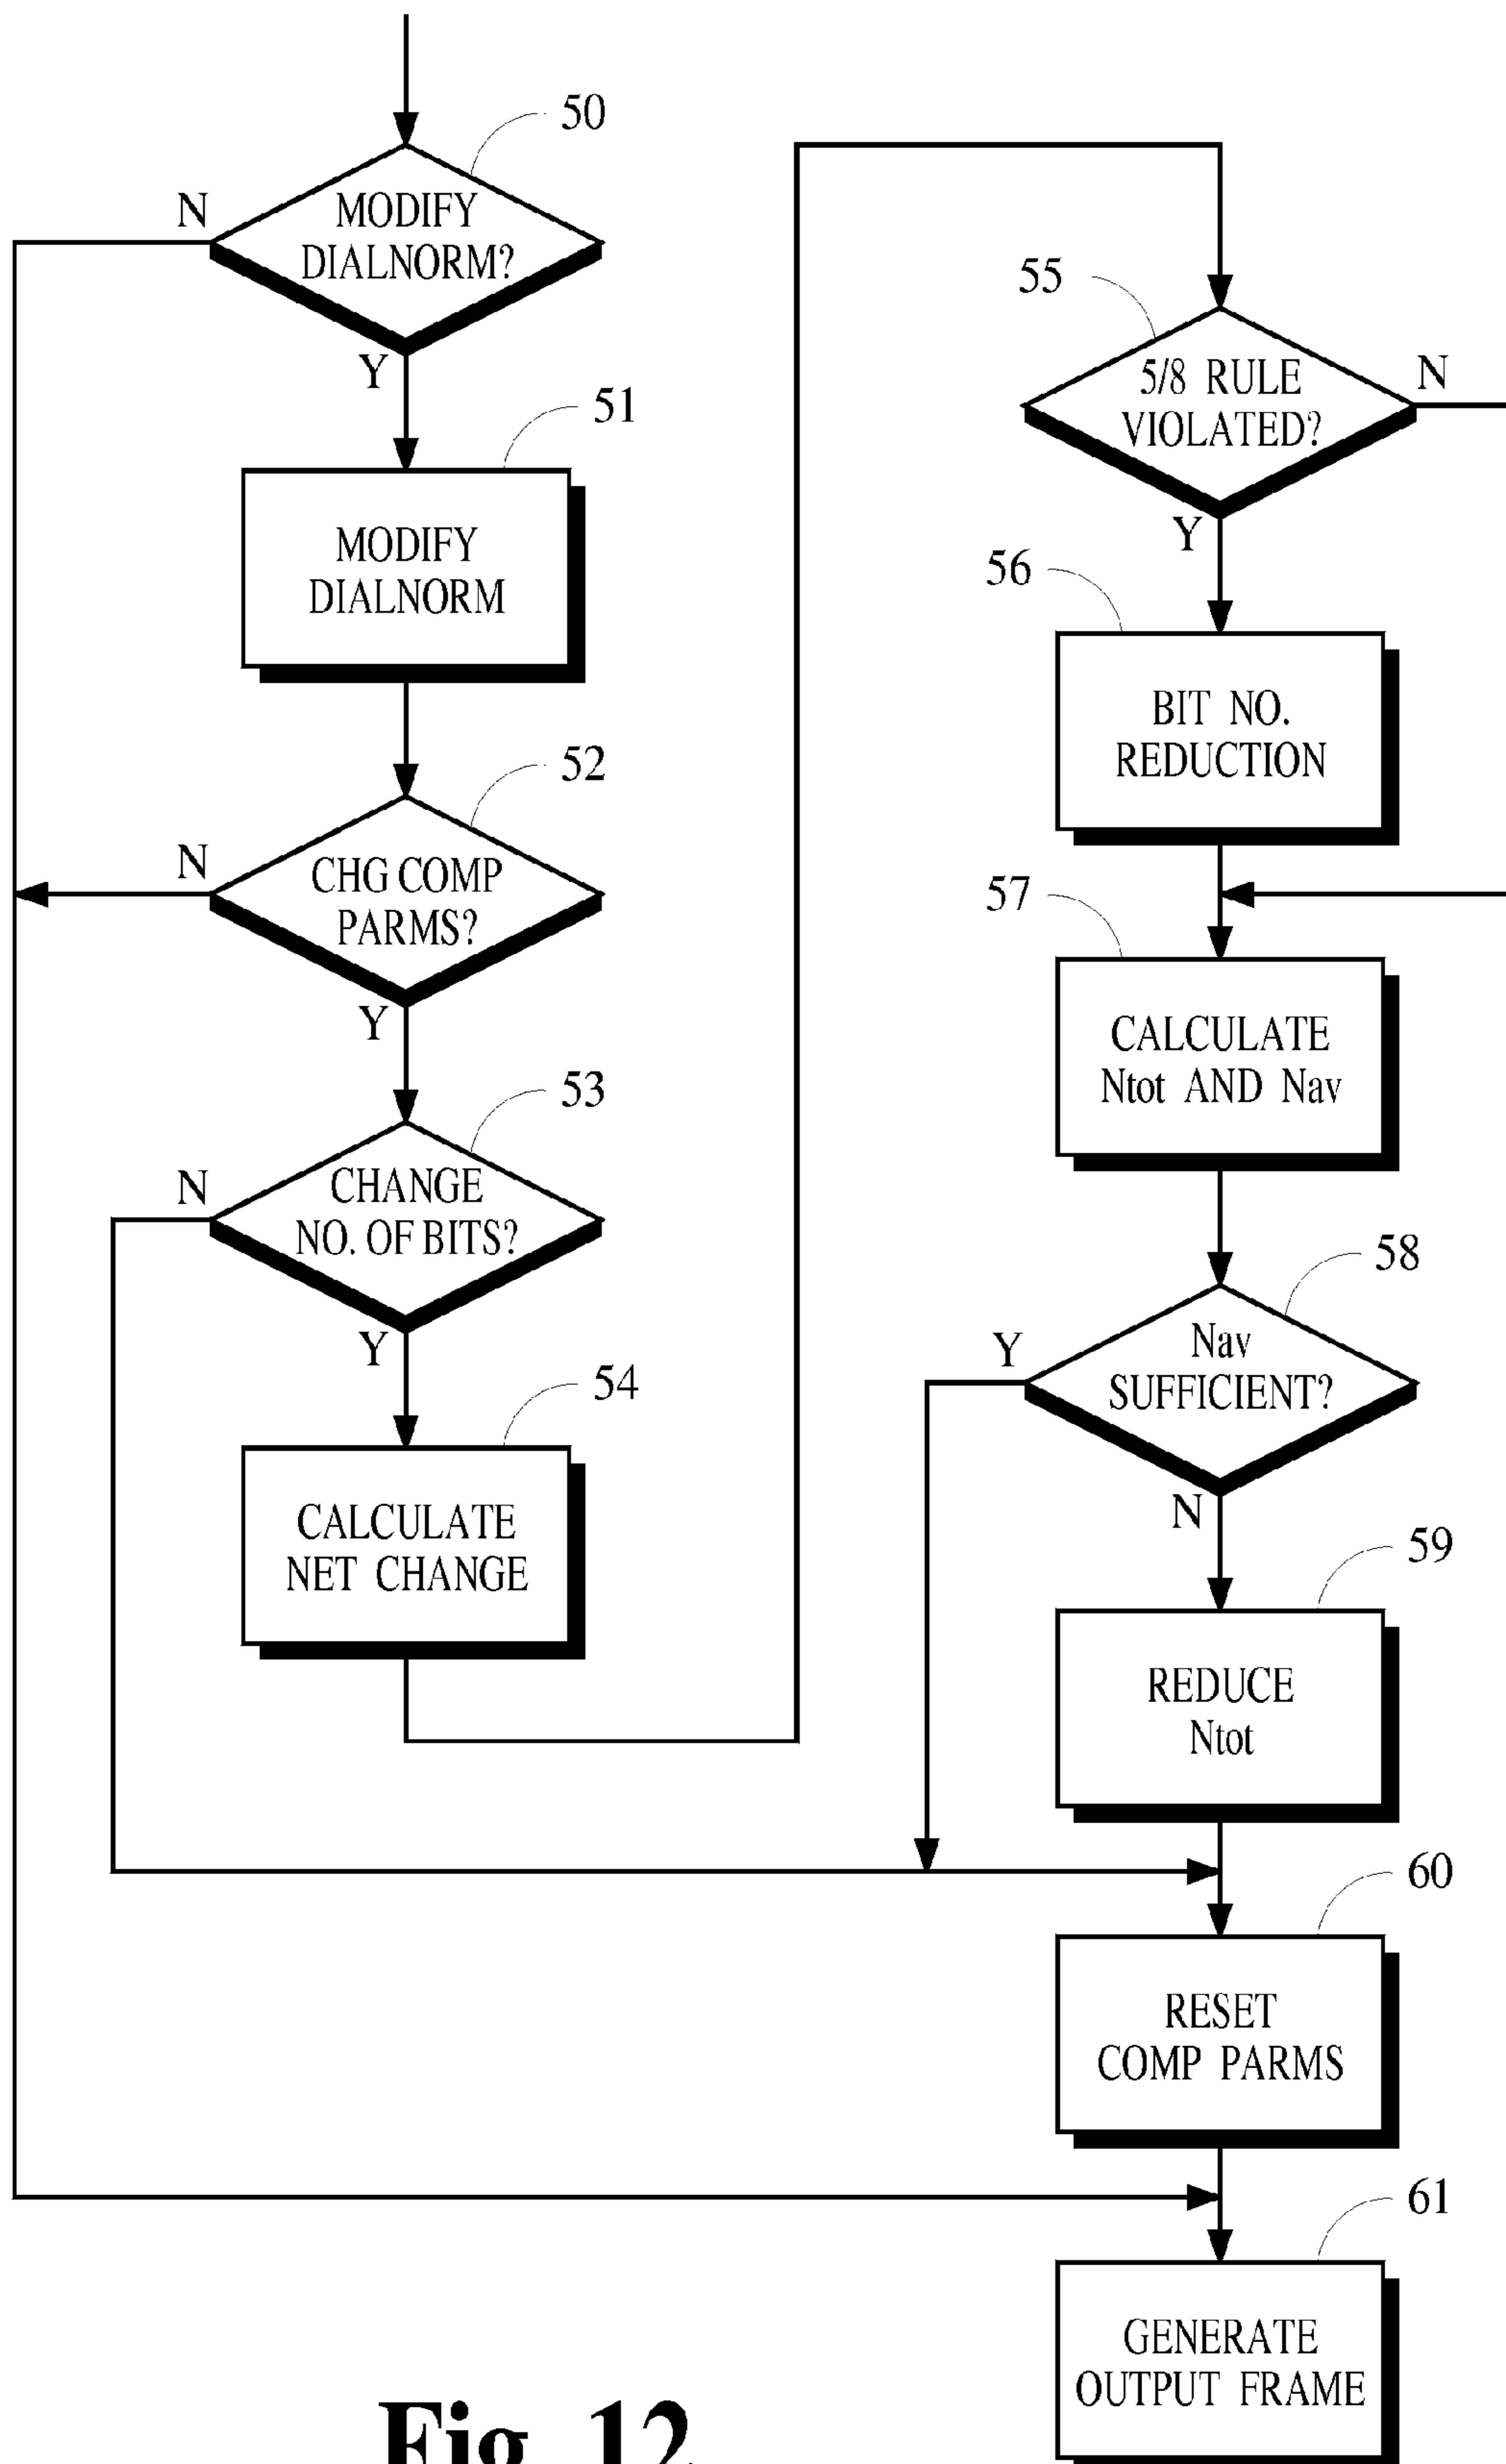 50
N
MODIFY
DIALNORM?
Y
51
MODIFY
DIALNORM
52
N
CHG COMP
PARMS?
Y
53
N
CHANGE
NO. OF BITS?
Y
54
CALCULATE
NET CHANGE
55
5/8 RULE
VIOLATED?
N
Y
56
BIT NO.
REDUCTION
57
CALCULATE
Ntot AND Nav
58
Y
Nav
SUFFICIENT?
N
59
REDUCE
Ntot
60
RESET
COMP PARMS
61
GENERATE
OUTPUT FRAME
Fig. 12